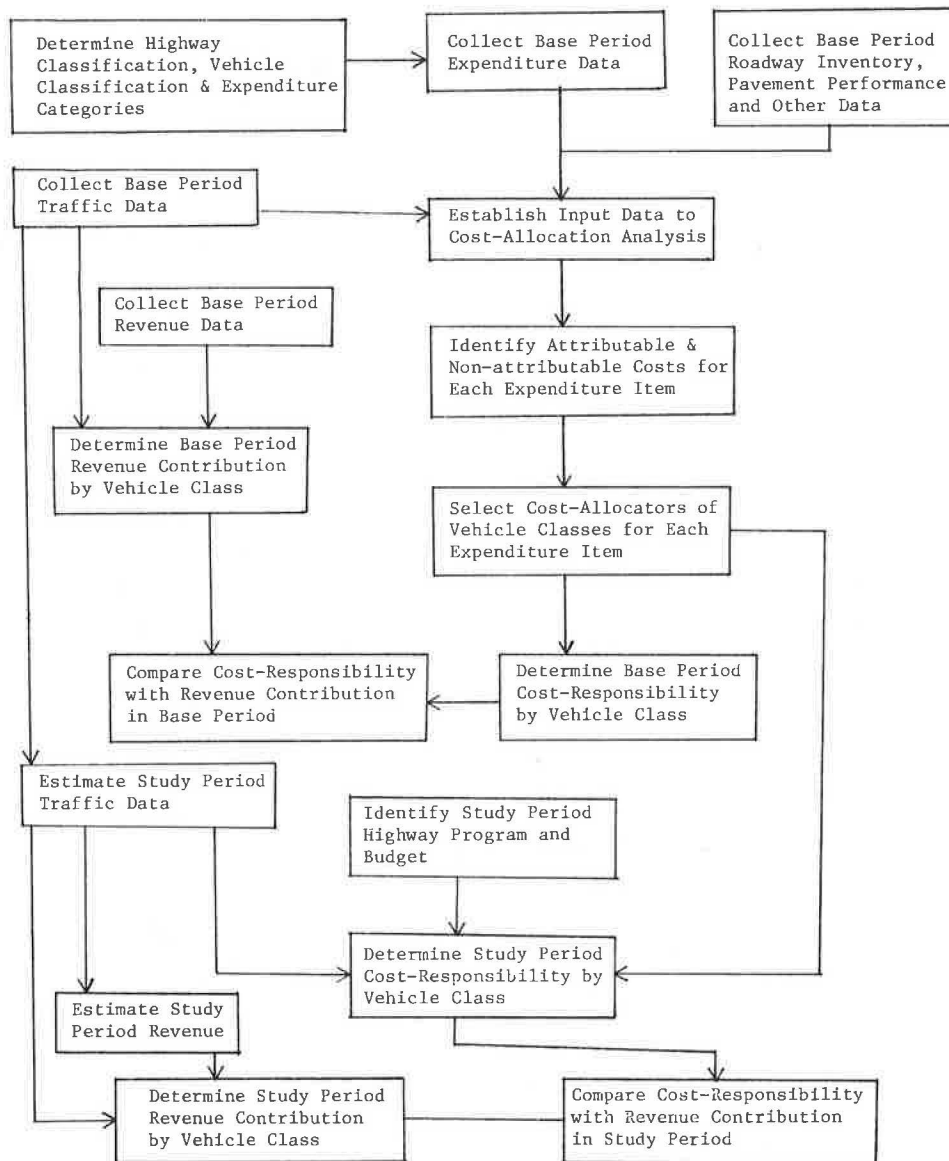 Determine Highway
Classification, Vehicle
Classification & Expenditure
Categories
Collect Base Period
Expenditure Data
Collect Base Period
Roadway Inventory,
Pavement Performance
and Other Data
Collect Base Period
Traffic Data
Establish Input Data to
Cost-Allocation Analysis
Collect Base Period
Revenue Data
Identify Attributable &
Non-attributable Costs for
Each Expenditure Item
Determine Base Period
Revenue Contribution
by Vehicle Class
Select Cost-Allocators of
Vehicle Classes for Each
Expenditure Item
Compare Cost-Responsibility
with Revenue Contribution
in Base Period
Determine Base Period
Cost-Responsibility
by Vehicle Class
Estimate Study Period
Traffic Data
Identify Study Period
Highway Program and
Budget
Determine Study Period
Cost-Responsibility by
Vehicle Class
Estimate Study
Period Revenue
Determine Study Period
Revenue Contribution
by Vehicle Class
Compare Cost-Responsibility
with Revenue Contribution
in Study Period